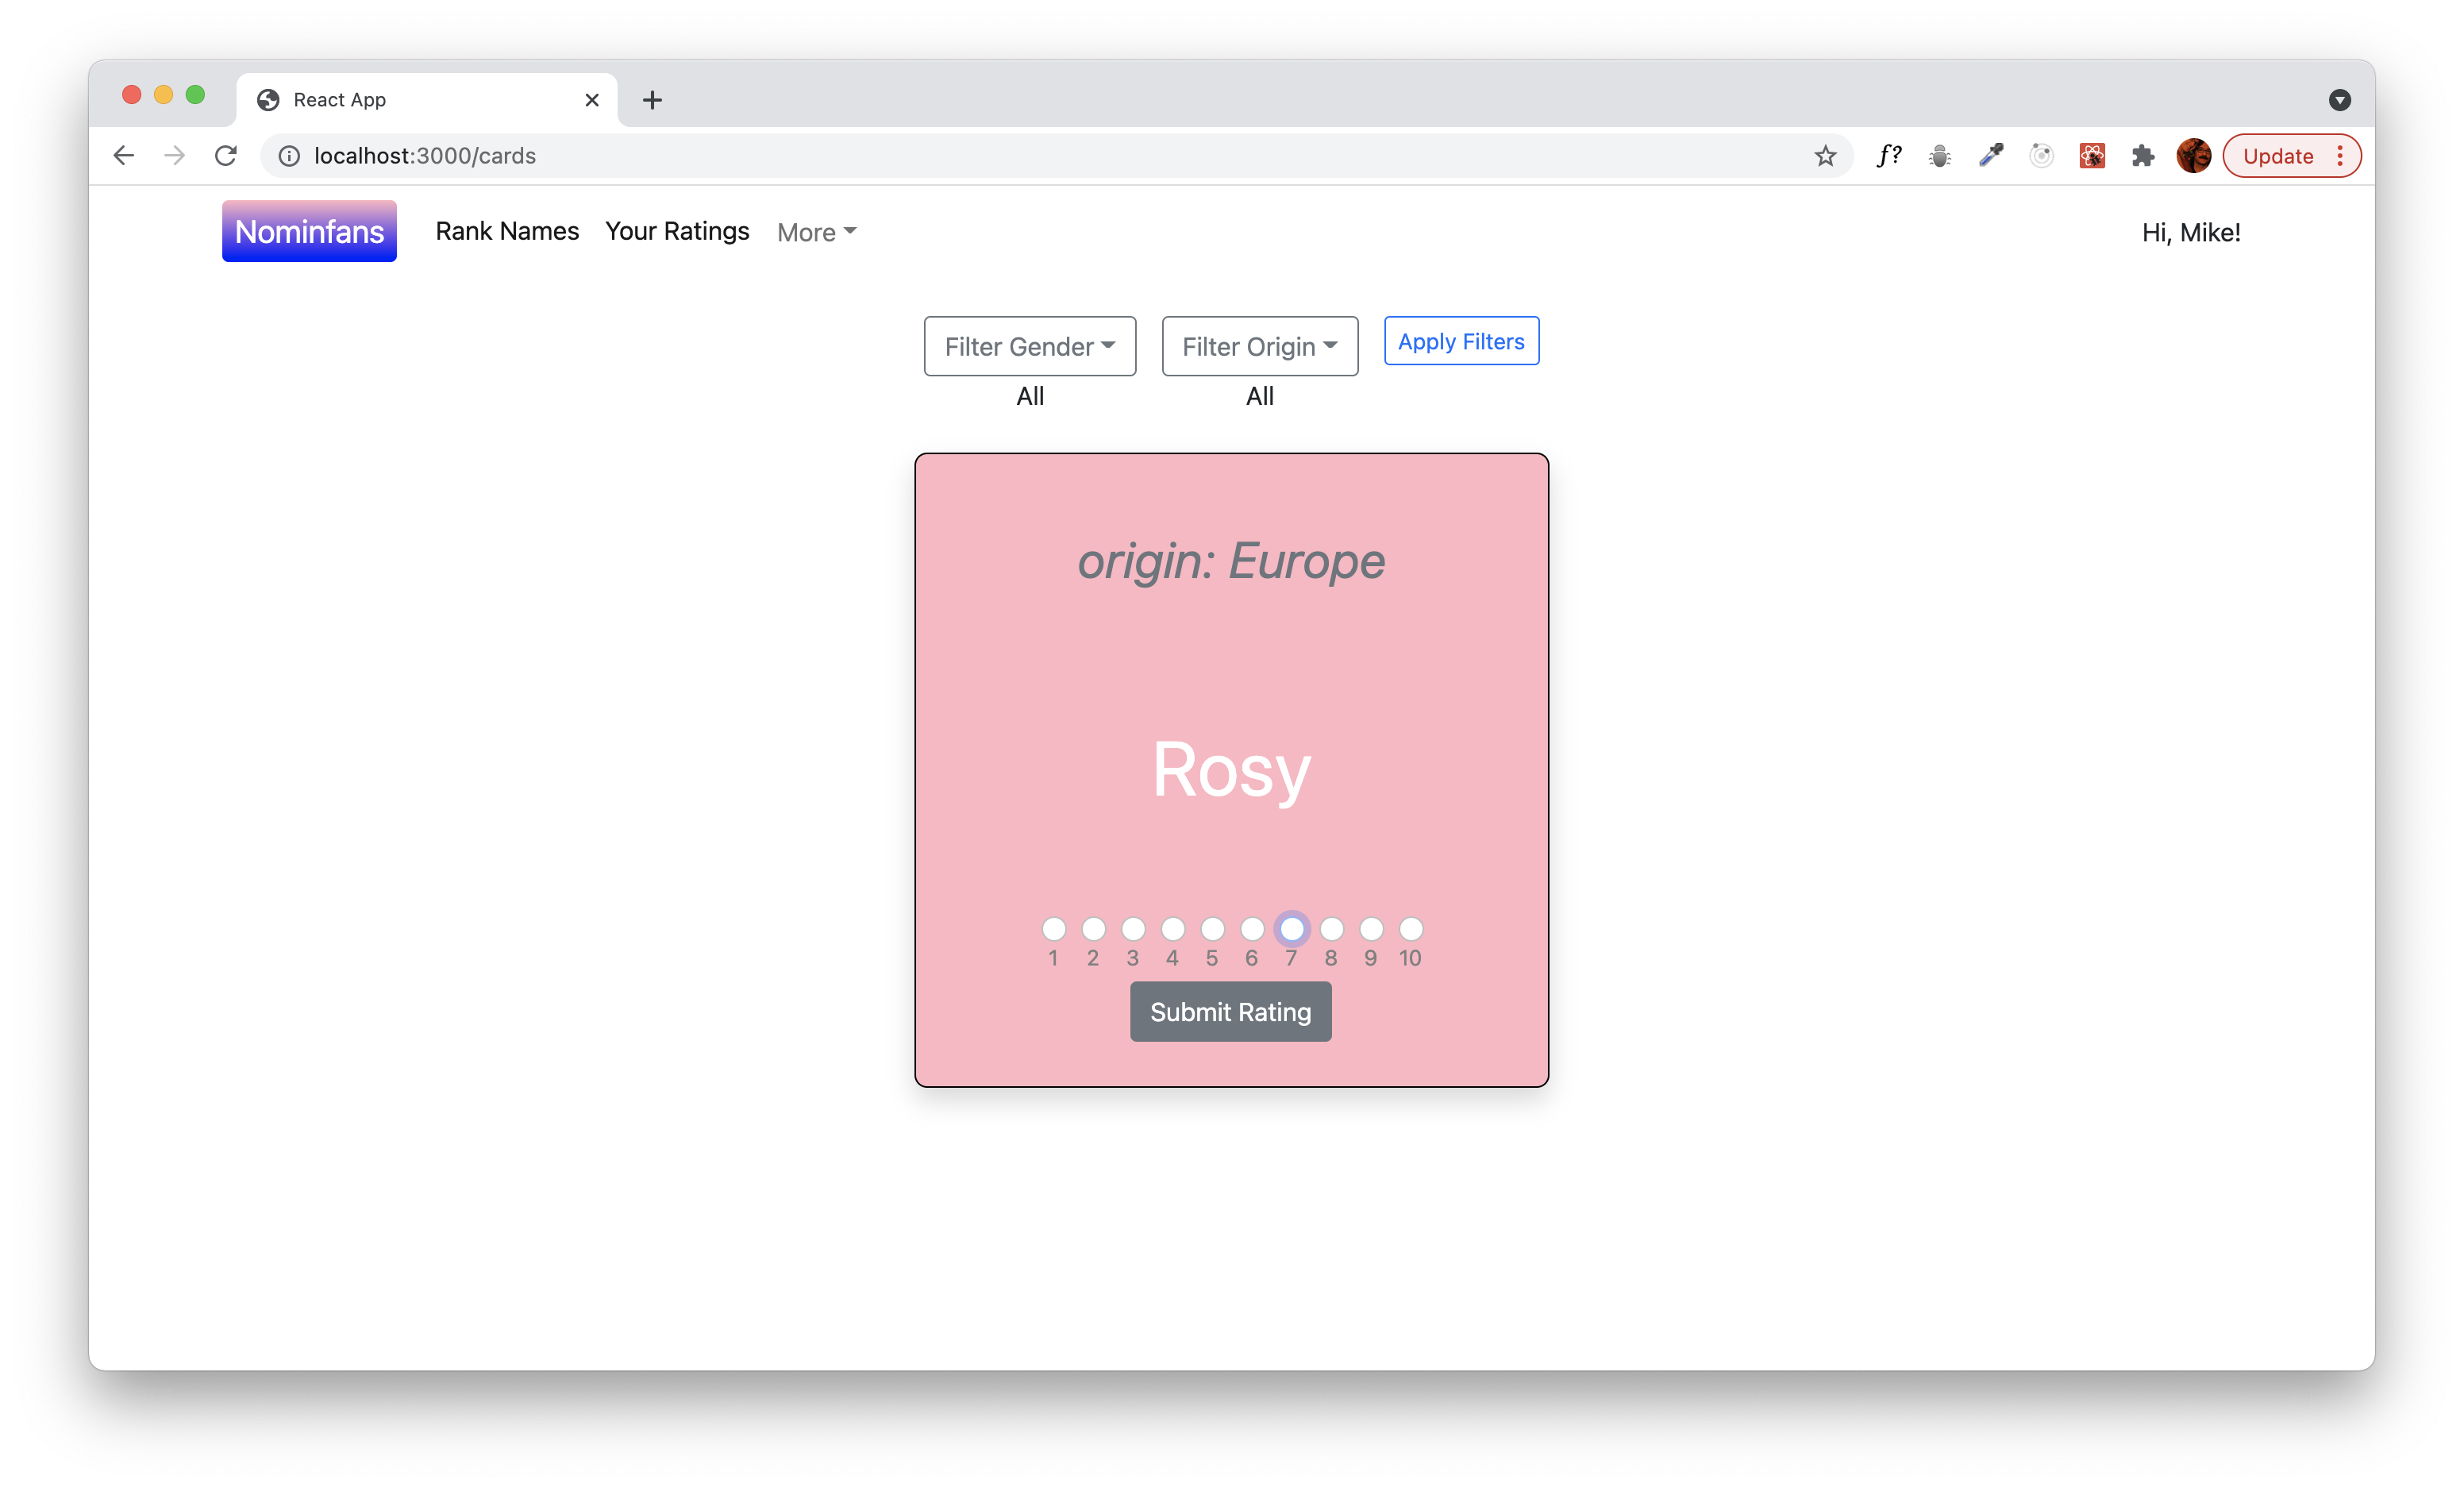 React App
localhost:3000/cards
f?
Update
Nominfans Rank Names Your Ratings More Hi, Mike!
Filter Gender Filter Origin Apply Filters
All All
origin: Europe
Rosy
1 2 3 4 5 6 7 8 9 10
Submit Rating